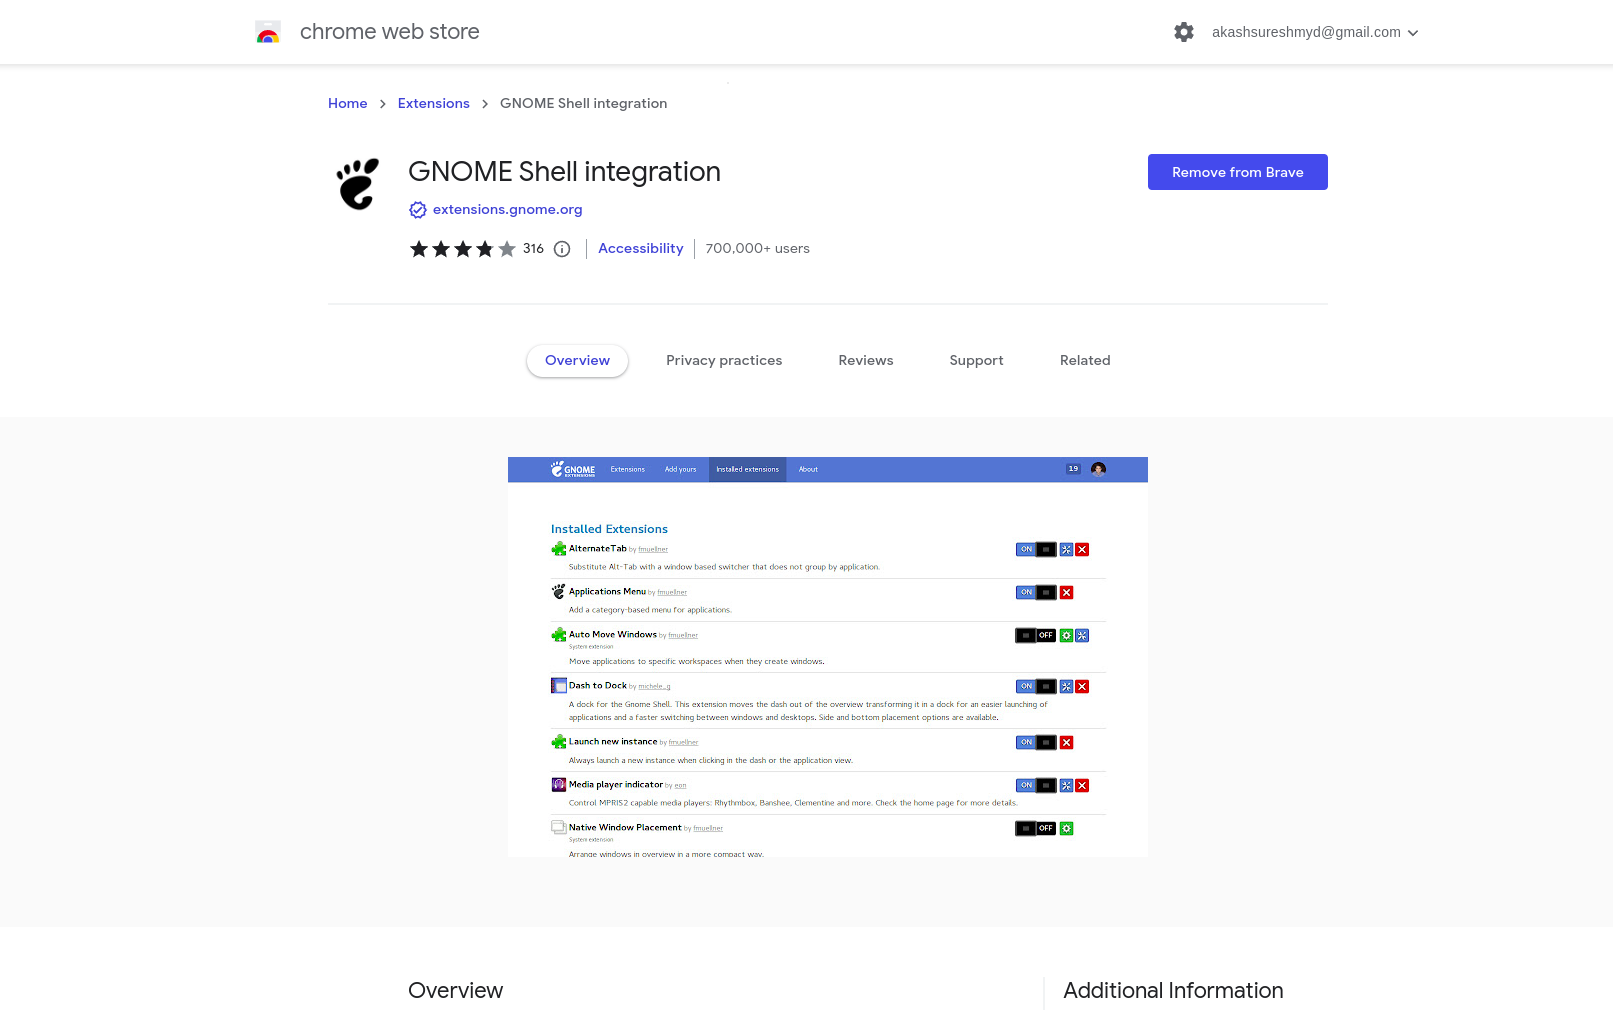 chrome web store
akashsureshmyd@gmail.com
Home > Extensions > GNOME Shell integration
GNOME Shell integration
Remove from Brave
extensions.gnome.org
316
Accessibility
700,000+ users
Overview
Privacy practices
Reviews
Support
Related
GNOME
EXTENSIONS
Extensions
Add yours
Installed extensions
About
19
Installed Extensions
AlternateTab by fmuellner
ON
Substitute Alt-Tab with a window based switcher that does not group by application.
Applications Menu by fmuellner
ON
Add a category-based menu for applications.
Auto Move Windows by fmuellner
OFF
System extension
Move applications to specific workspaces when they create windows.
Dash to Dock by michele_g
ON
A dock for the Gnome Shell. This extension moves the dash out of the overview transforming it in a dock for an easier launching of
applications and a faster switching between windows and desktops. Side and bottom placement options are available.
Launch new instance by fmuellner
ON
Always launch a new instance when clicking in the dash or the application view.
Media player indicator by eon
ON
Control MPRIS2 capable media players: Rhythmbox, Banshee, Clementine and more. Check the home page for more details.
Native Window Placement by fmuellner
OFF
System extension
Arrange windows in overview in a more compact way.
Overview
Additional Information